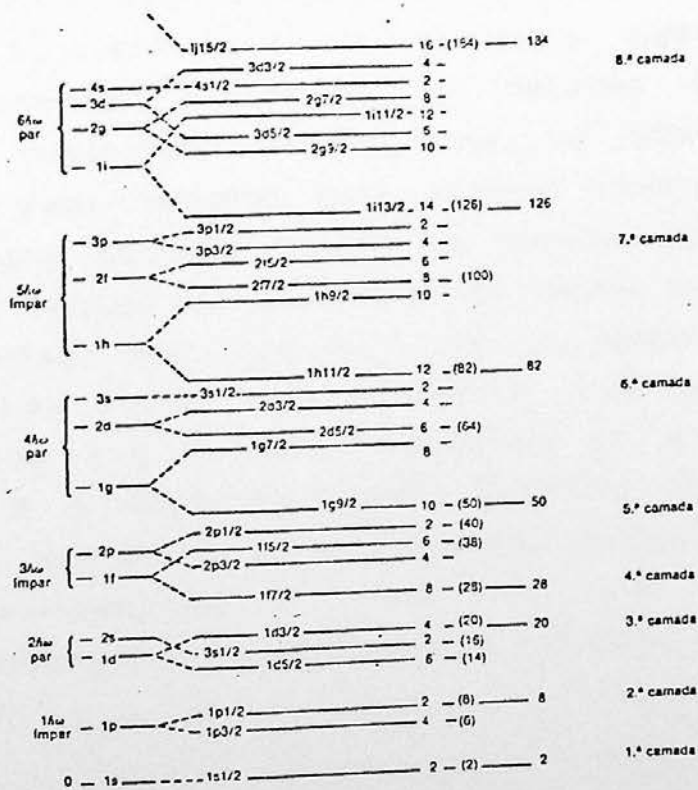 1j15/2 16 (164) 134
8.ª camada
3d3/2 4
4s 4s1/2 2
3d 2g7/2 8
6ħω par
1i11/2 12
2g 3d5/2 6
2g9/2 10
1i
1i13/2 14 (126) 126
3p1/2 2
7.ª camada
3p 3p3/2 4
2f5/2 6
2f 2f7/2 8 (100)
5ħω
Impar
1h9/2 10
1h
1h11/2 12 (82) 82
3s 3s1/2 2
6.ª camada
2d3/2 4
2d 2d5/2 6 (64)
4ħω
par
1g7/2 8
1g
1g9/2 10 (50) 50
5.ª camada
2p1/2 2 (40)
2p 1f5/2 6 (38)
3ħω
Impar
2p3/2 4
1f
4.ª camada
1f7/2 8 (28) 28
1d3/2 4 (20) 20
3.ª camada
2ħω
par
2s 3s1/2 2 (16)
1d 1d5/2 6 (14)
1p1/2 2 (8) 8
2.ª camada
1ħω
Impar
1p 1p3/2 4 (6)
0 1s 1s1/2 2 (2) 2
1.ª camada